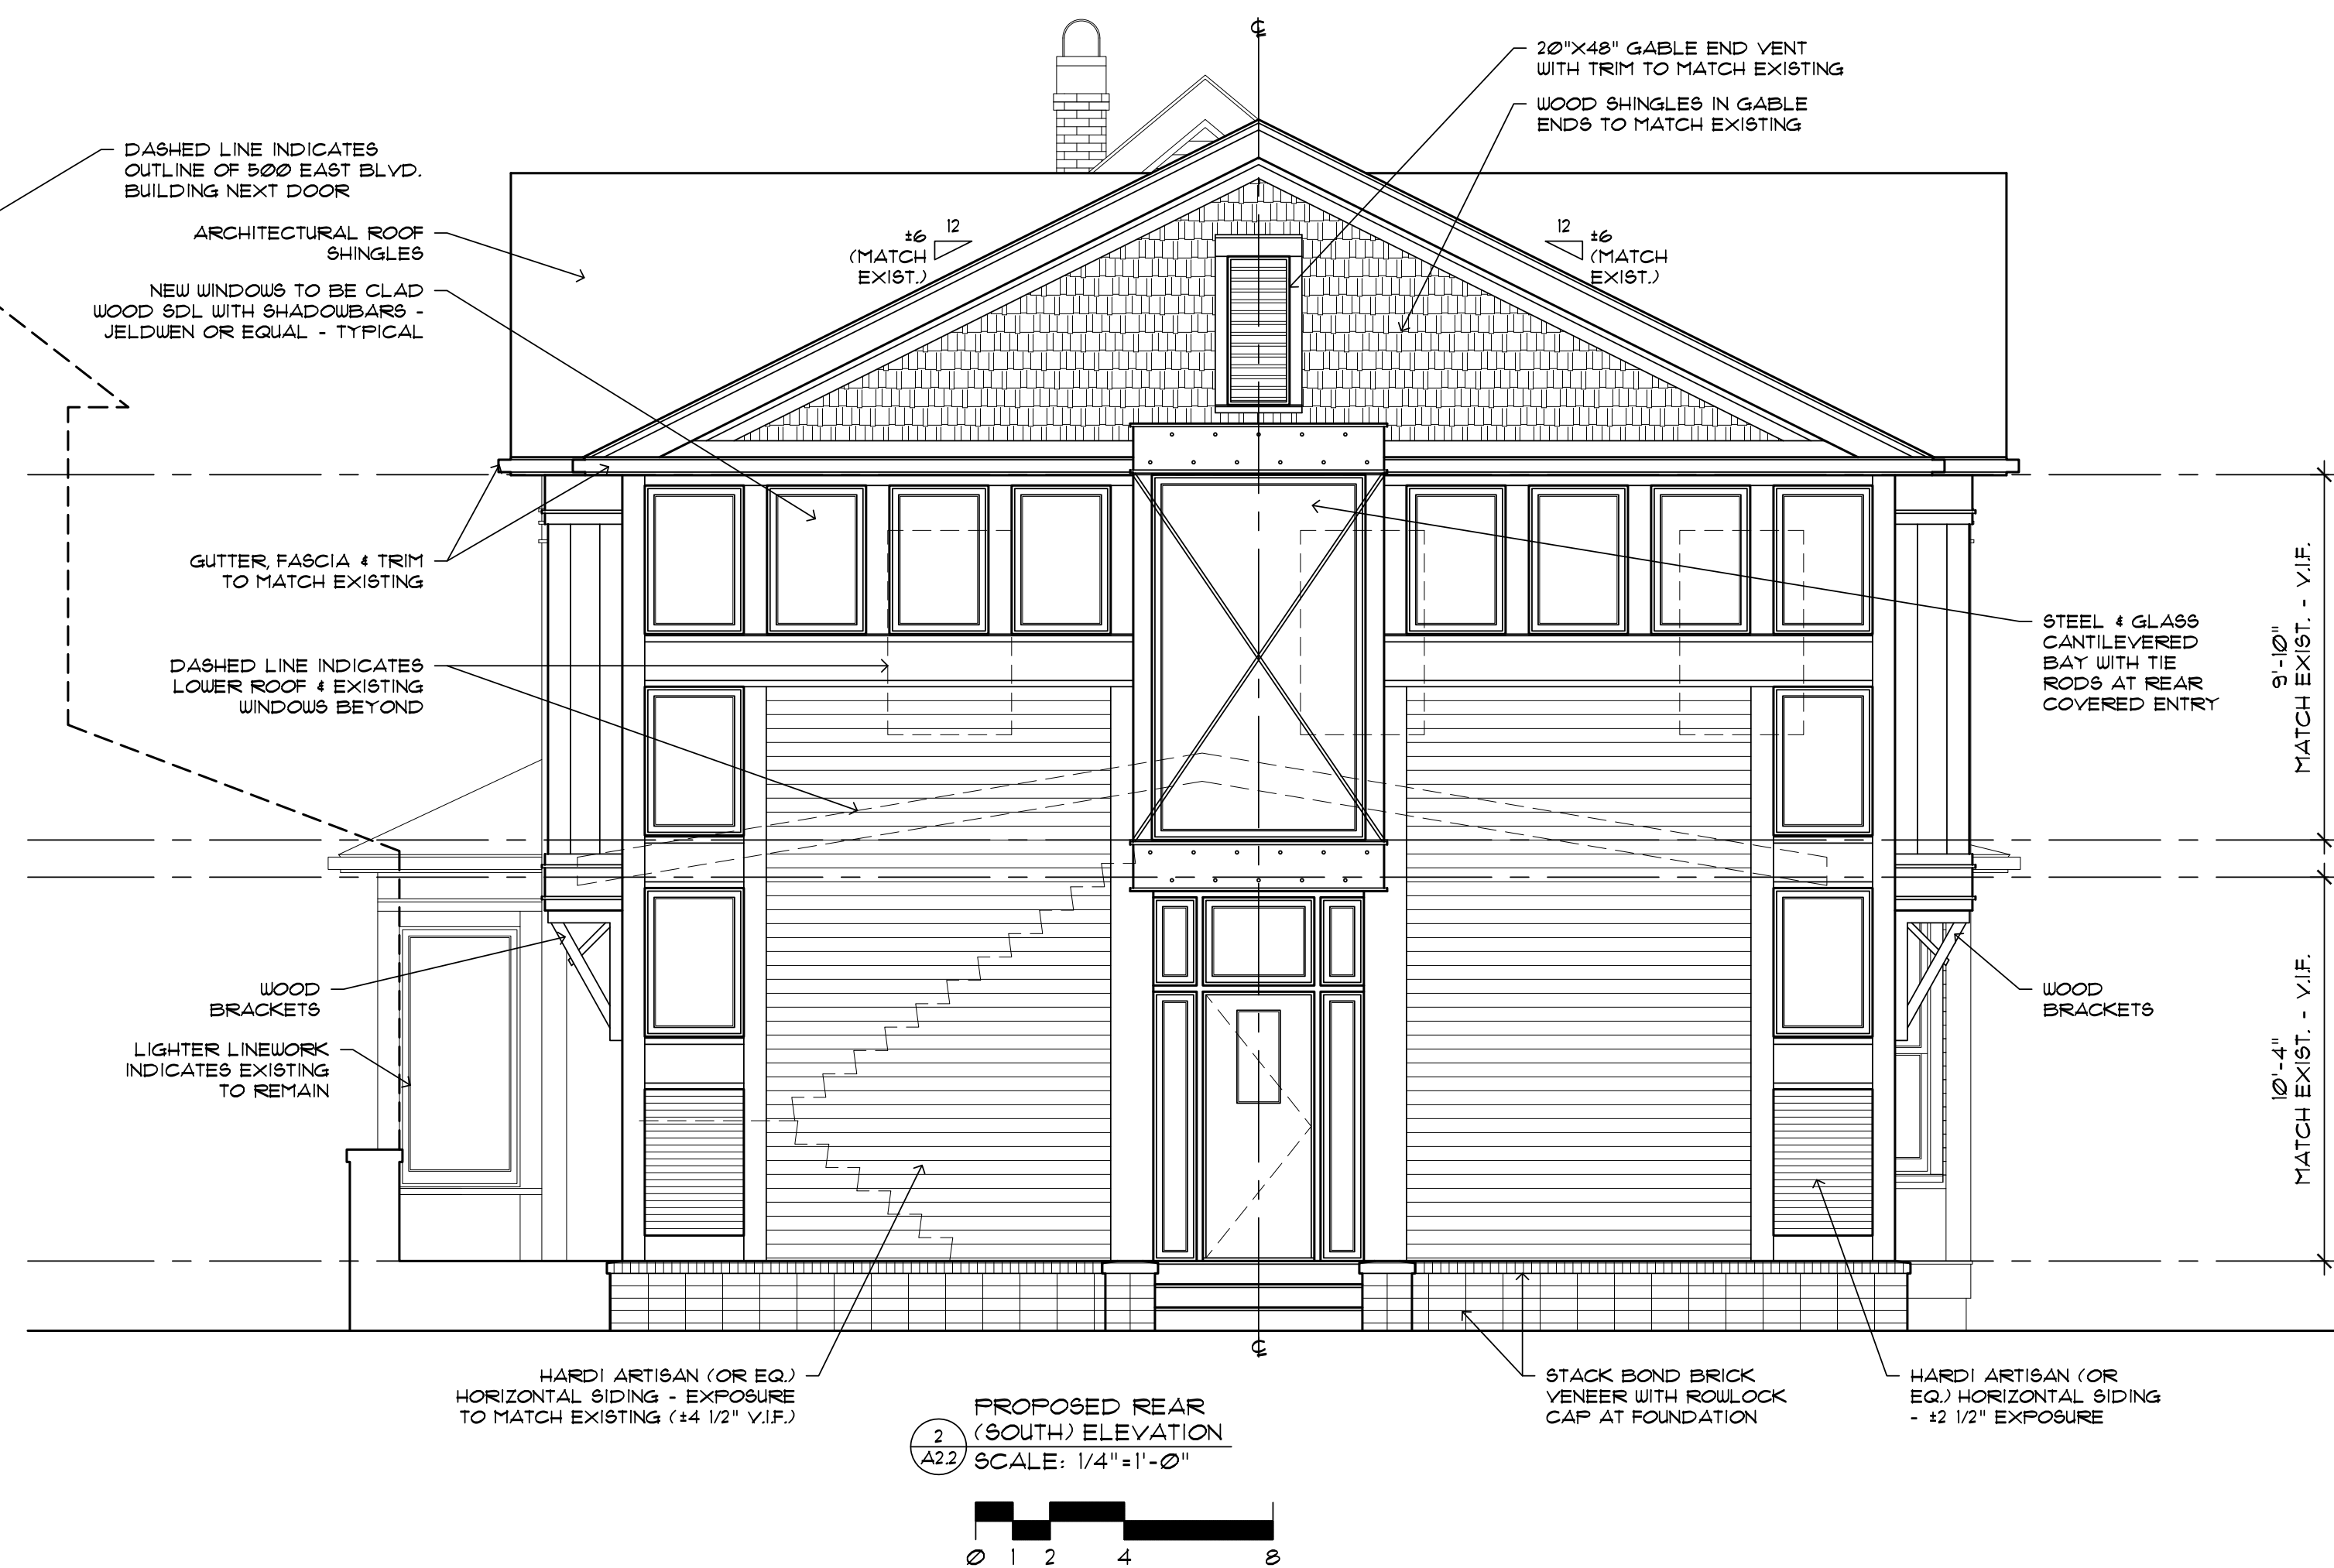 ℄
20"X48" GABLE END VENT
WITH TRIM TO MATCH EXISTING
WOOD SHINGLES IN GABLE
ENDS TO MATCH EXISTING
DASHED LINE INDICATES
OUTLINE OF 500 EAST BLVD.
BUILDING NEXT DOOR
ARCHITECTURAL ROOF
SHINGLES
12
±6
(MATCH
EXIST.)
12
±6
(MATCH
EXIST.)
NEW WINDOWS TO BE CLAD
WOOD SDL WITH SHADOWBARS -
JELDWEN OR EQUAL - TYPICAL
GUTTER, FASCIA & TRIM
TO MATCH EXISTING
DASHED LINE INDICATES
LOWER ROOF & EXISTING
WINDOWS BEYOND
STEEL & GLASS
CANTILEVERED
BAY WITH TIE
RODS AT REAR
COVERED ENTRY
9'-10"
MATCH EXIST. - V.I.F.
WOOD
BRACKETS
WOOD
BRACKETS
LIGHTER LINEWORK
INDICATES EXISTING
TO REMAIN
10'-4"
MATCH EXIST. - V.I.F.
℄
HARDI ARTISAN (OR EQ.)
HORIZONTAL SIDING - EXPOSURE
TO MATCH EXISTING (±4 1/2" V.I.F.)
STACK BOND BRICK
VENEER WITH ROWLOCK
CAP AT FOUNDATION
HARDI ARTISAN (OR
EQ.) HORIZONTAL SIDING
- ±2 1/2" EXPOSURE
PROPOSED REAR
(SOUTH) ELEVATION
2
A2.2
SCALE: 1/4"=1'-0"
0 1 2 4 8